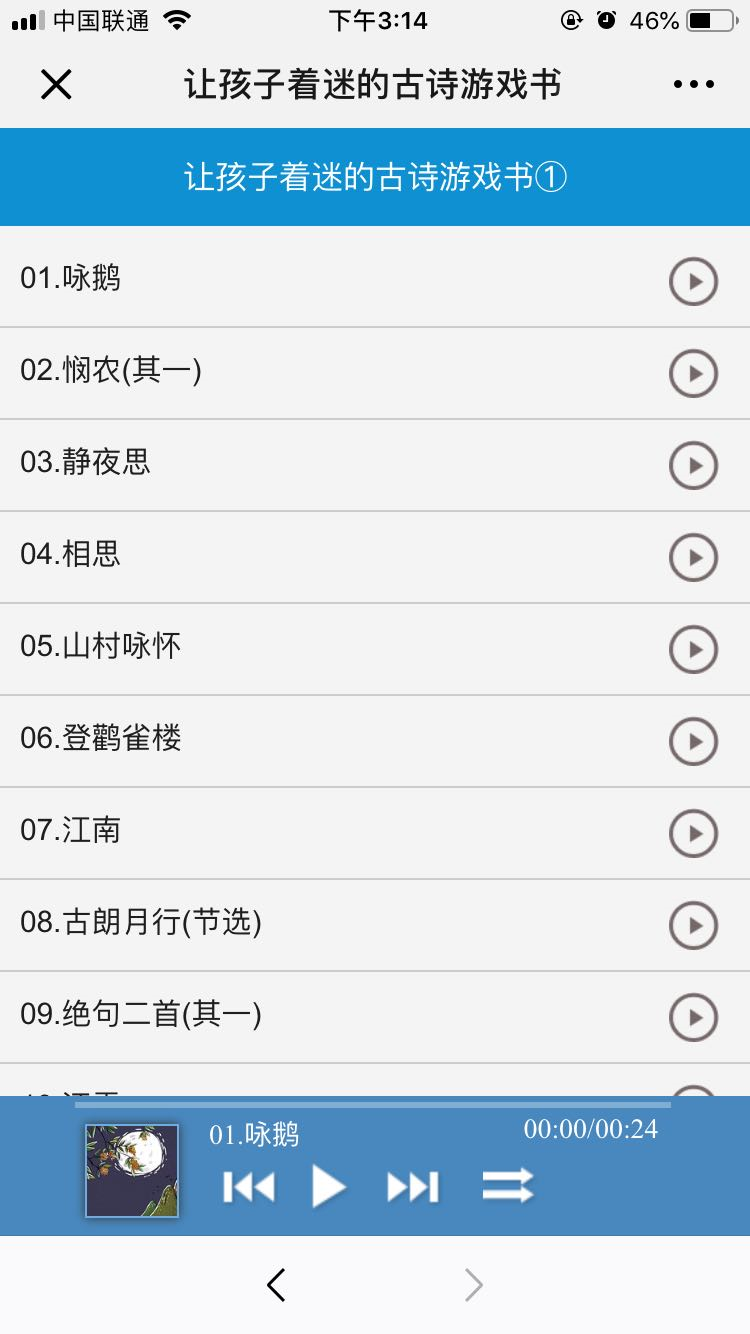 中国联通 下午3:14 46%
让孩子着迷的古诗游戏书
让孩子着迷的古诗游戏书①
01.咏鹅
02.悯农(其一)
03.静夜思
04.相思
05.山村咏怀
06.登鹳雀楼
07.江南
08.古朗月行(节选)
09.绝句二首(其一)
01.咏鹅 00:00/00:24